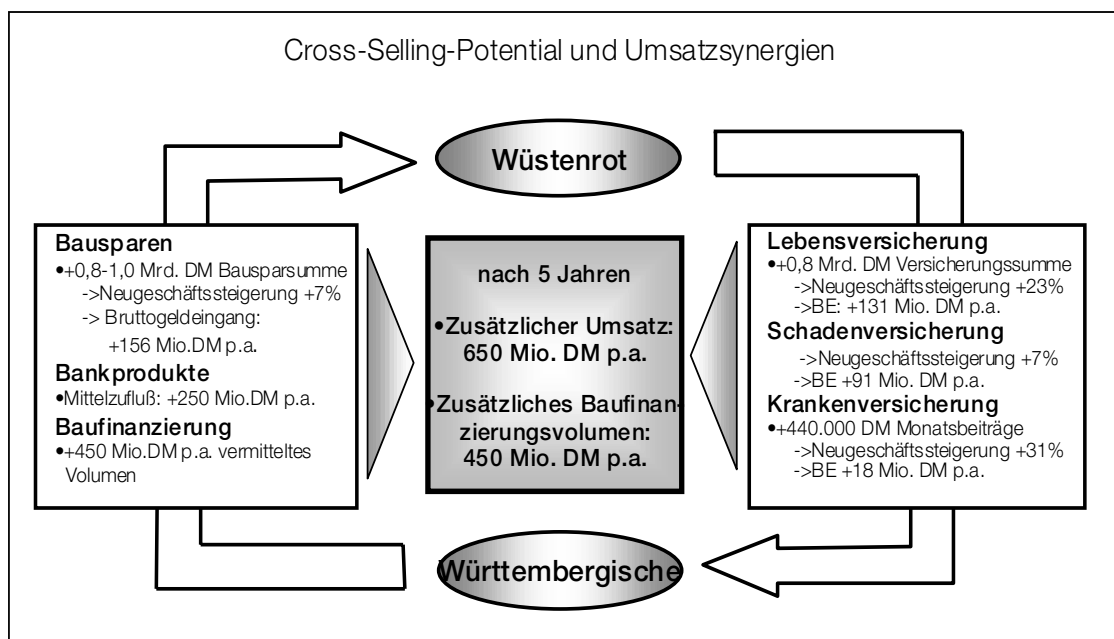 Cross-Selling-Potential und Umsatzsynergien
Wüstenrot
Bausparen
•+0,8-1,0 Mrd. DM Bausparsumme
->Neugeschäftssteigerung +7%
-> Bruttogeldeingang:
+156 Mio.DM p.a.
Bankprodukte
•Mittelzufluß: +250 Mio.DM p.a.
Baufinanzierung
•+450 Mio.DM p.a. vermitteltes
Volumen
nach 5 Jahren
•Zusätzlicher Umsatz:
650 Mio. DM p.a.
•Zusätzliches Baufinan-
zierungsvolumen:
450 Mio. DM p.a.
Lebensversicherung
•+0,8 Mrd. DM Versicherungssumme
->Neugeschäftssteigerung +23%
->BE: +131 Mio. DM p.a.
Schadenversicherung
->Neugeschäftssteigerung +7%
->BE +91 Mio. DM p.a.
Krankenversicherung
•+440.000 DM Monatsbeiträge
->Neugeschäftssteigerung +31%
->BE +18 Mio. DM p.a.
Württembergische